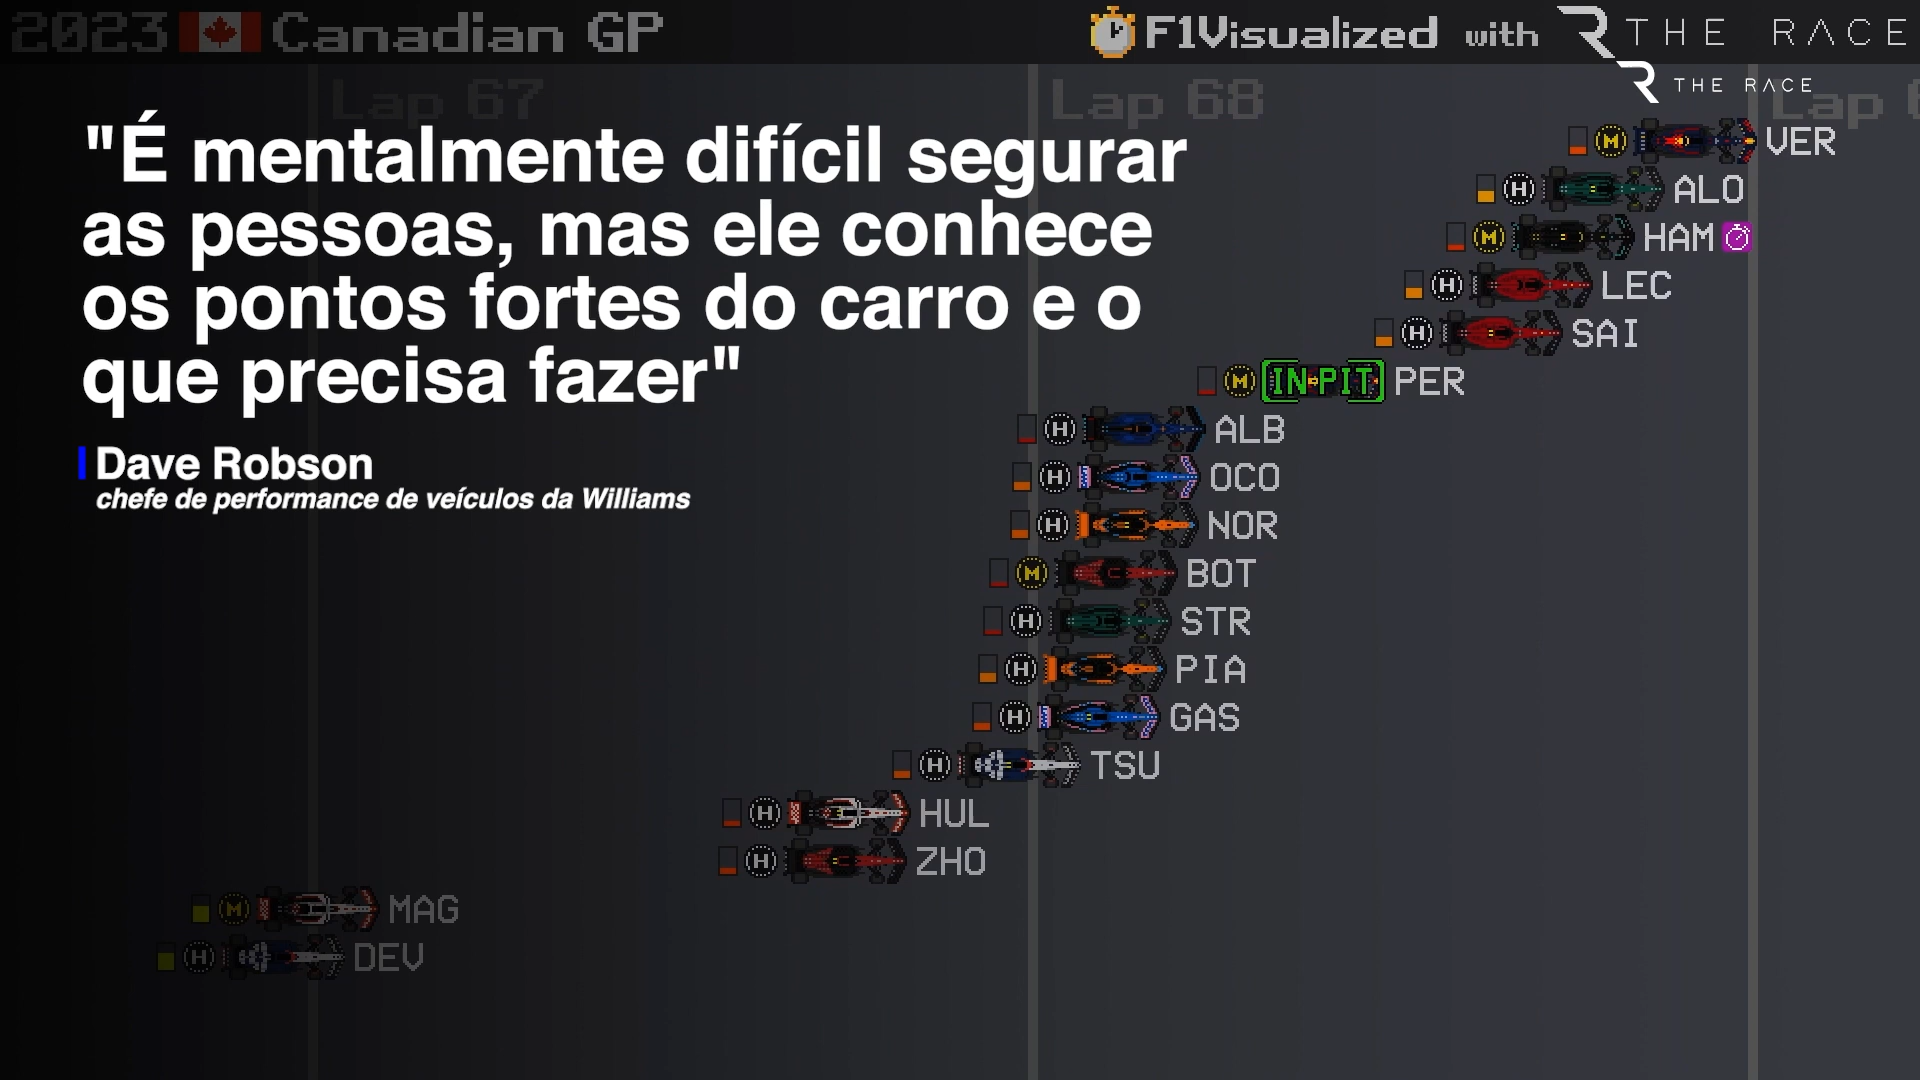 2023 Canadian GP
F1Visualized with THE RACE
THE RACE
Lap 67
Lap 68
Lap 6
"É mentalmente difícil segurar
as pessoas, mas ele conhece
os pontos fortes do carro e o
que precisa fazer"
Dave Robson
chefe de performance de veículos da Williams
M VER
H ALO
M HAM
H LEC
H SAI
M IN PIT PER
H ALB
H OCO
H NOR
M BOT
H STR
H PIA
H GAS
H TSU
H HUL
H ZHO
M MAG
H DEV